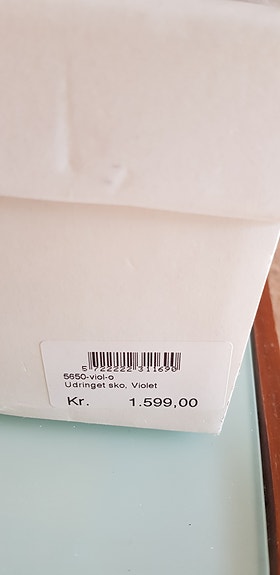 5 722222 311690
5650-viol-o
Udringet sko, Violet
Kr. 1.599,00